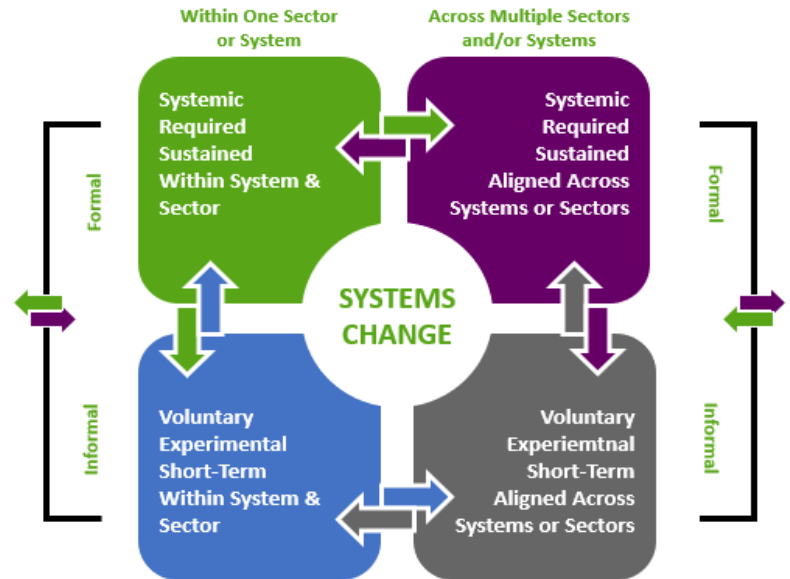 Within One Sector
or System
Across Multiple Sectors
and/or Systems
Formal
Systemic
Required
Sustained
Within System &
Sector
Systemic
Required
Sustained
Aligned Across
Systems or Sectors
Formal
SYSTEMS
CHANGE
Informal
Voluntary
Experimental
Short-Term
Within System &
Sector
Voluntary
Experiemtnal
Short-Term
Aligned Across
Systems or Sectors
Informal